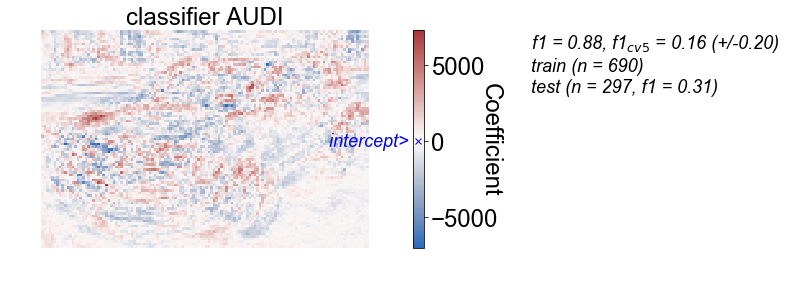 classifier AUDI
f1 = 0.88, f1cv5 = 0.16 (+/-0.20)
train (n = 690)
test (n = 297, f1 = 0.31)
5000
0
−5000
Coefficient
intercept> ×